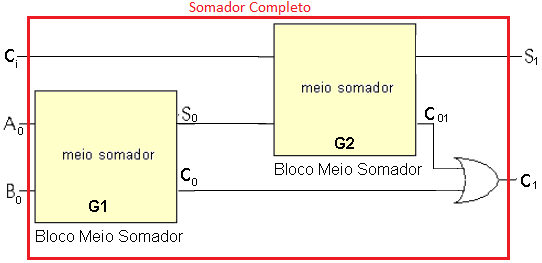 Somador Completo
Ci
S1
meio somador
G2
Bloco Meio Somador
A0
S0
C01
meio somador
G1
Bloco Meio Somador
B0
C0
C1